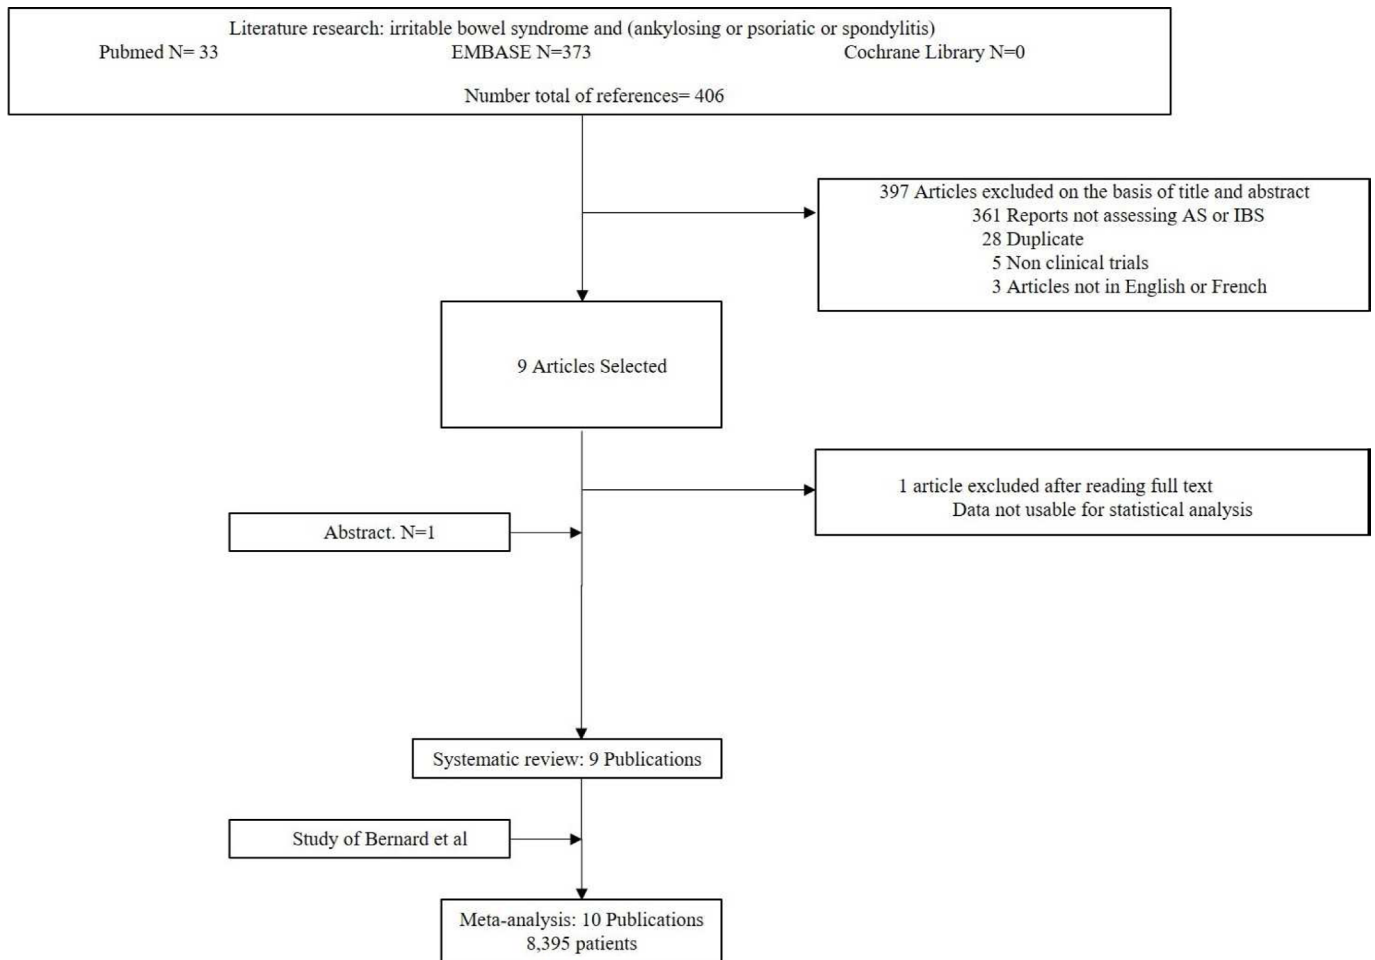 Literature research: irritable bowel syndrome and (ankylosing or psoriatic or spondylitis)
Pubmed N= 33 EMBASE N=373 Cochrane Library N=0
Number total of references= 406
397 Articles excluded on the basis of title and abstract
361 Reports not assessing AS or IBS
28 Duplicate
5 Non clinical trials
3 Articles not in English or French
9 Articles Selected
1 article excluded after reading full text
Data not usable for statistical analysis
Abstract. N=1
Systematic review: 9 Publications
Study of Bernard et al
Meta-analysis: 10 Publications
8,395 patients